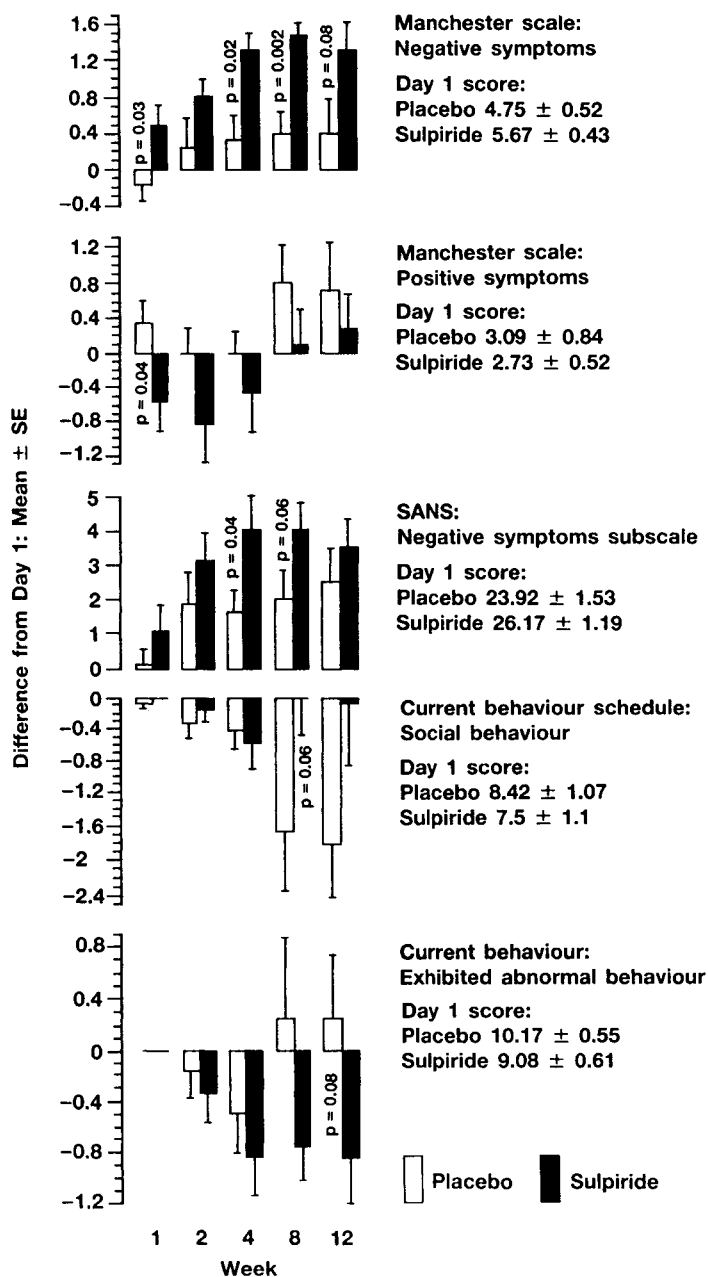 Difference from Day 1: Mean ± SE
1.6
1.2
0.8
0.4
0
−0.4
p = 0.03
p = 0.02
p = 0.002
p = 0.08
Manchester scale:
Negative symptoms
Day 1 score:
Placebo 4.75 ± 0.52
Sulpiride 5.67 ± 0.43
1.2
0.8
0.4
0
−0.4
−0.8
−1.2
p = 0.04
Manchester scale:
Positive symptoms
Day 1 score:
Placebo 3.09 ± 0.84
Sulpiride 2.73 ± 0.52
5
4
3
2
1
0
p = 0.04
p = 0.06
SANS:
Negative symptoms subscale
Day 1 score:
Placebo 23.92 ± 1.53
Sulpiride 26.17 ± 1.19
0
−0.4
−0.8
−1.2
−1.6
−2
−2.4
p = 0.06
Current behaviour schedule:
Social behaviour
Day 1 score:
Placebo 8.42 ± 1.07
Sulpiride 7.5 ± 1.1
0.8
0.4
0
−0.4
−0.8
−1.2
p = 0.08
Current behaviour:
Exhibited abnormal behaviour
Day 1 score:
Placebo 10.17 ± 0.55
Sulpiride 9.08 ± 0.61
Placebo Sulpiride
1 2 4 8 12
Week